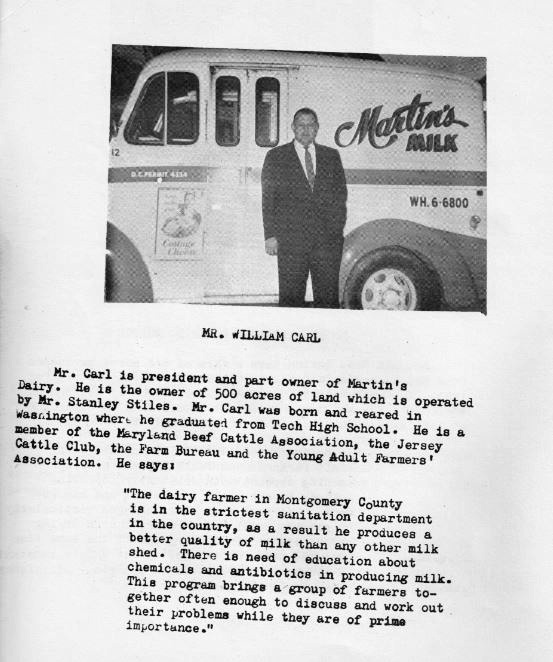 Martin's
MILK
12
D.C. PERMIT 4254
WH. 6-6800
Cottage
Cheese
MR. WILLIAM CARL
Mr. Carl is president and part owner of Martin's
Dairy. He is the owner of 500 acres of land which is operated
by Mr. Stanley Stiles. Mr. Carl was born and reared in
Washington where he graduated from Tech High School. He is a
member of the Maryland Beef Cattle Association, the Jersey
Cattle Club, the Farm Bureau and the Young Adult Farmers'
Association. He says:
"The dairy farmer in Montgomery County
is in the strictest sanitation department
in the country, as a result he produces a
better quality of milk than any other milk
shed. There is need of education about
chemicals and antibiotics in producing milk.
This program brings a group of farmers to-
gether often enough to discuss and work out
their problems while they are of prime
importance."